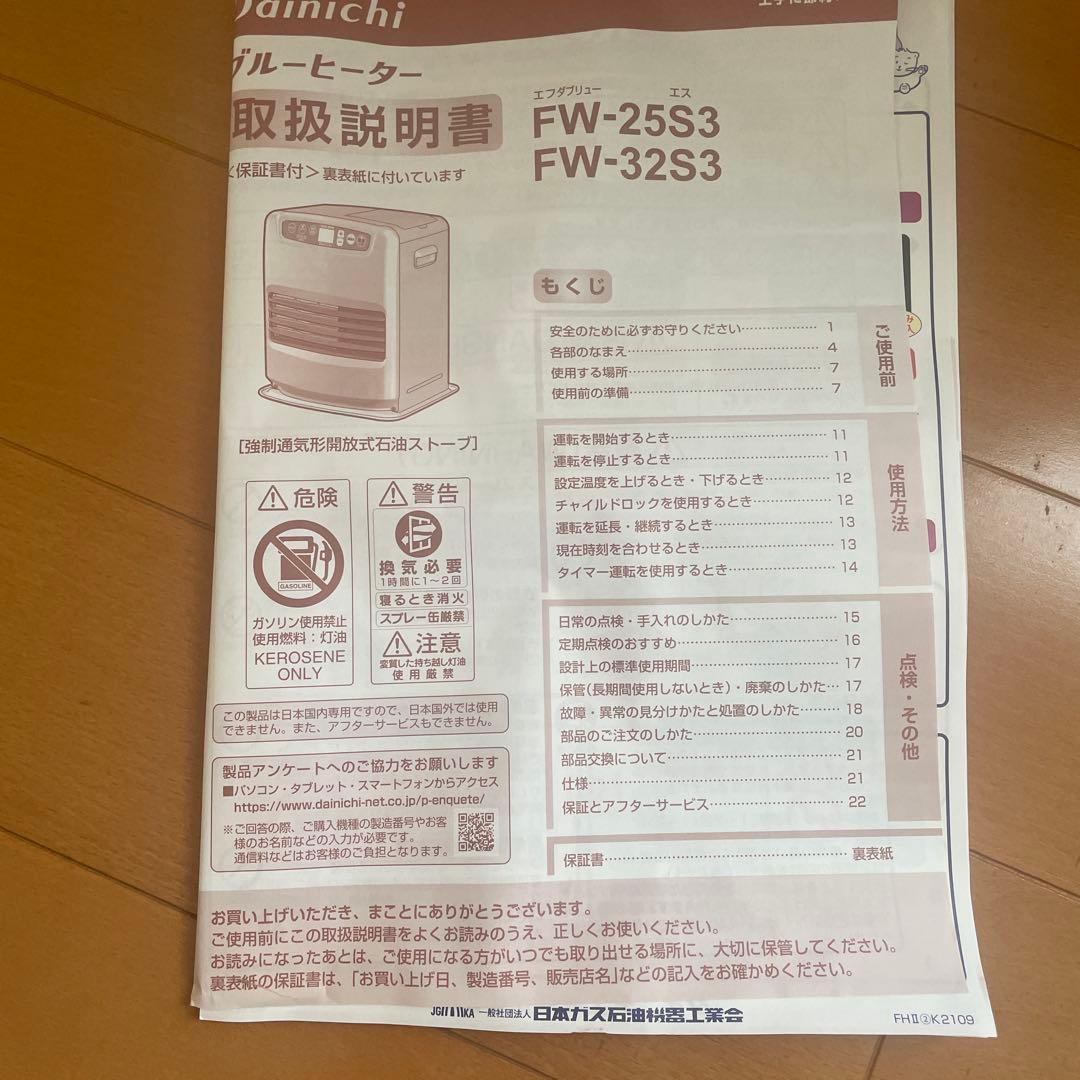 Dainichi
ブルーヒーター
取扱説明書
<保証書付>裏表紙に付いています
エフダブリュー エス
FW-25S3
FW-32S3
[強制通気形開放式石油ストーブ]
危険
GASOLINE
ガソリン使用禁止
使用燃料：灯油
KEROSENE
ONLY
警告
換気必要
1時間に1～2回
寝るとき消火
スプレー缶厳禁
注意
変質した持ち越し灯油
使用厳禁
この製品は日本国内専用ですので、日本国外では使用
できません。また、アフターサービスもできません。
製品アンケートへのご協力をお願いします
■パソコン・タブレット・スマートフォンからアクセス
https://www.dainichi-net.co.jp/p-enquete/
※ご回答の際、ご購入機種の製造番号やお客
様のお名前などの入力が必要です。
通信料などはお客様のご負担となります。
もくじ
安全のために必ずお守りください………………1
各部のなまえ………………4
使用する場所………………7
使用前の準備………………7
ご使用前
運転を開始するとき………………11
運転を停止するとき………………11
設定温度を上げるとき・下げるとき………………12
チャイルドロックを使用するとき………………12
運転を延長・継続するとき………………13
現在時刻を合わせるとき………………13
タイマー運転を使用するとき………………14
使用方法
日常の点検・手入れのしかた………………15
定期点検のおすすめ………………16
設計上の標準使用期間………………17
保管(長期間使用しないとき)・廃棄のしかた…17
故障・異常の見分けかたと処置のしかた………18
部品のご注文のしかた………………20
部品交換について………………21
仕様………………21
保証とアフターサービス………………22
点検・その他
保証書………………裏表紙
お買い上げいただき、まことにありがとうございます。
ご使用前にこの取扱説明書をよくお読みのうえ、正しくお使いください。
お読みになったあとは、ご使用になる方がいつでも取り出せる場所に、大切に保管してください。
裏表紙の保証書は、「お買い上げ日、製造番号、販売店名」などの記入をお確かめください。
一般社団法人 日本ガス石油機器工業会
FHⅡ②K2109